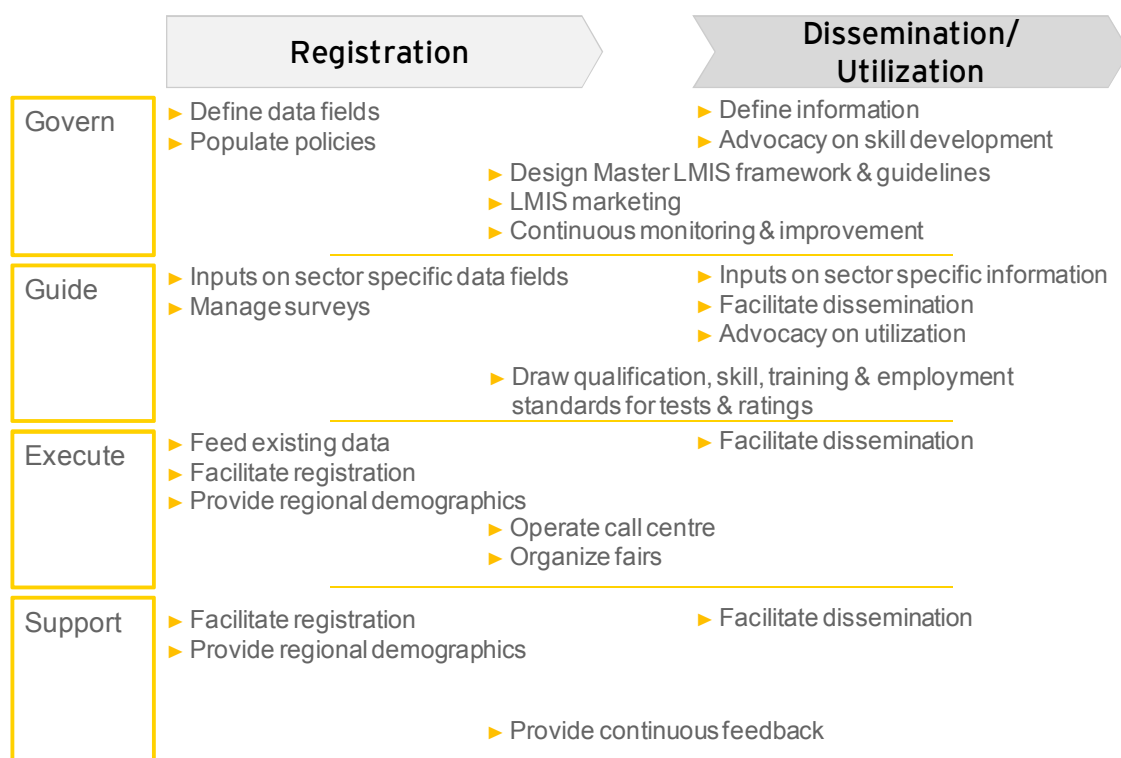 Registration
Dissemination/
Utilization
Govern
► Define data fields
► Populate policies
► Define information
► Advocacy on skill development
► Design Master LMIS framework & guidelines
► LMIS marketing
► Continuous monitoring & improvement
Guide
► Inputs on sector specific data fields
► Manage surveys
► Inputs on sector specific information
► Facilitate dissemination
► Advocacy on utilization
► Draw qualification, skill, training & employment
standards for tests & ratings
Execute
► Feed existing data
► Facilitate registration
► Provide regional demographics
► Facilitate dissemination
► Operate call centre
► Organize fairs
Support
► Facilitate registration
► Provide regional demographics
► Facilitate dissemination
► Provide continuous feedback